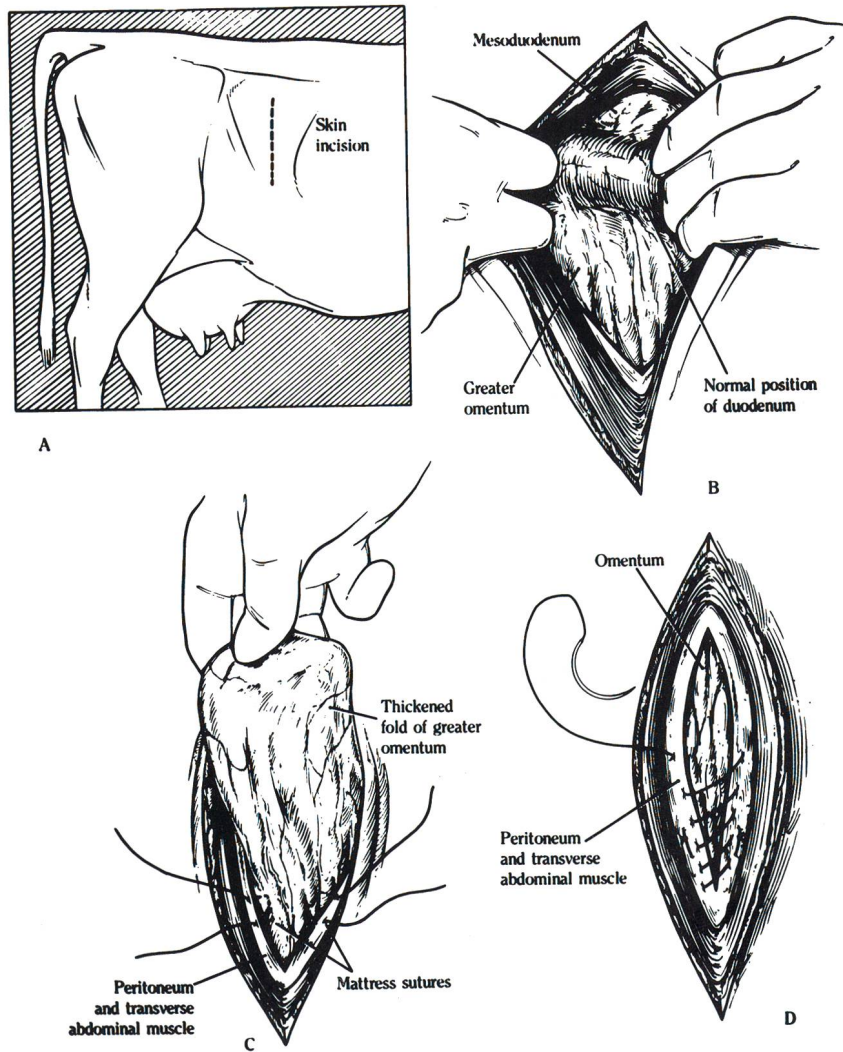 Skin
incision
A
Mesoduodenum
Greater
omentum
Normal position
of duodenum
B
Thickened
fold of greater
omentum
Peritoneum
and transverse
abdominal muscle
Mattress sutures
C
Omentum
Peritoneum
and transverse
abdominal muscle
D